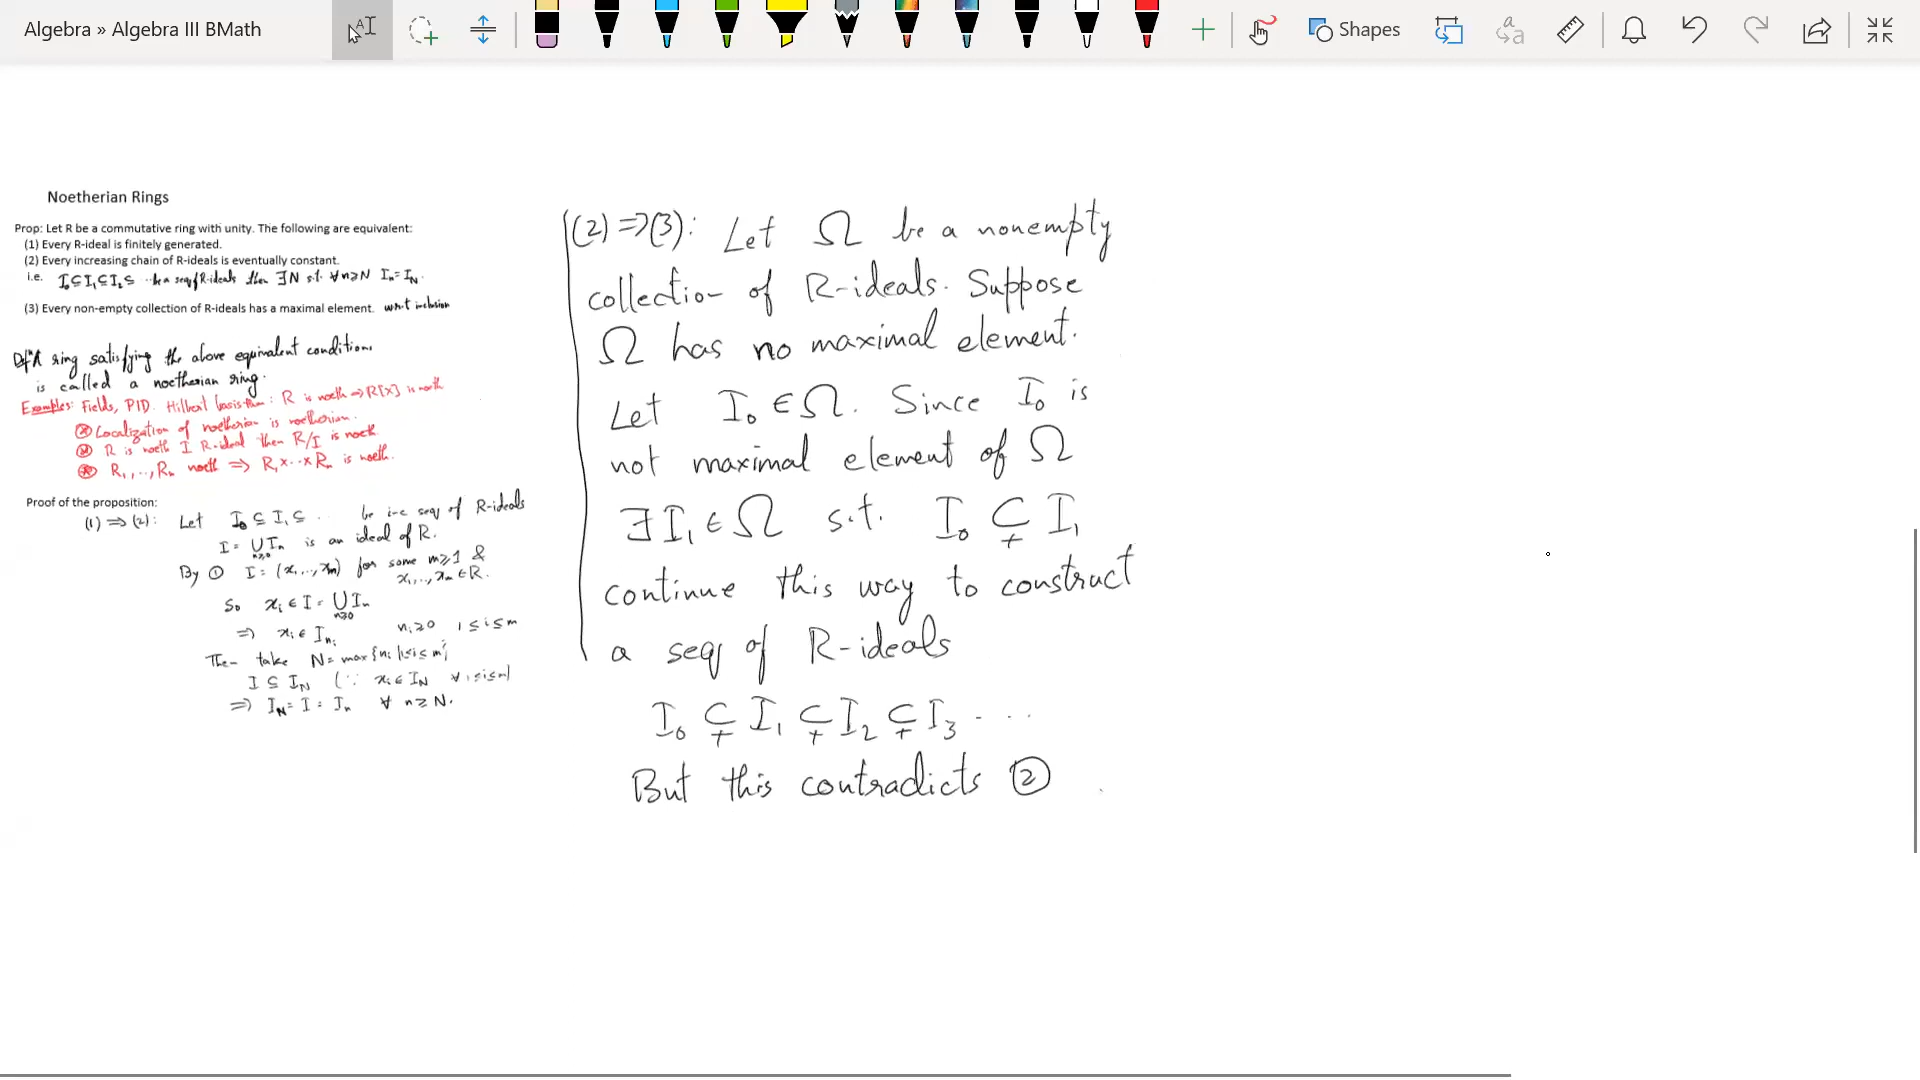 Algebra » Algebra III BMath
Shapes
Noetherian Rings
Prop: Let R be a commutative ring with unity. The following are equivalent:
(1) Every R-ideal is finitely generated.
(2) Every increasing chain of R-ideals is eventually constant.
i.e. I₀ ⊆ I₁ ⊆ I₂ ⊆ ... be a seq of R-ideals then ∃ N s.t. ∀ n ≥ N Iₙ = I_N.
(3) Every non-empty collection of R-ideals has a maximal element. w.r.t inclusion
Defⁿ A ring satisfying the above equivalent conditions
is called a noetherian ring.
Examples: Fields, PID. Hilbert basis thm: R is noeth ⇒ R[x] is noeth
⊛ Localization of noetherian is noetherian.
⊛ R is noeth I R-ideal then R/I is noeth
⊛ R₁, .., Rₙ noeth ⇒ R₁ x..x Rₙ is noeth.
Proof of the proposition:
(1) ⇒ (2): Let I₀ ⊆ I₁ ⊆ ... be inc seq of R-ideals
I = ∪ Iₙ is an ideal of R.
n≥0
By ① I = (x₁, .., xₘ) for some m ≥ 1 &
x₁, .., xₘ ∈ R.
So xᵢ ∈ I = ∪ Iₙ
n≥0
⇒ xᵢ ∈ I_{nᵢ} nᵢ ≥ 0 1 ≤ i ≤ m
Then take N = max{nᵢ | 1 ≤ i ≤ m}
I ⊆ I_N (∵ xᵢ ∈ I_N ∀ 1 ≤ i ≤ m)
⇒ I_N = I = Iₙ ∀ n ≥ N.
(2) ⇒ (3): Let Ω be a nonempty
collection of R-ideals. Suppose
Ω has no maximal element.
Let I₀ ∈ Ω. Since I₀ is
not maximal element of Ω
∃ I₁ ∈ Ω s.t. I₀ ⊊ I₁
continue this way to construct
a seq of R-ideals
I₀ ⊊ I₁ ⊊ I₂ ⊊ I₃ ...
But this contradicts ②